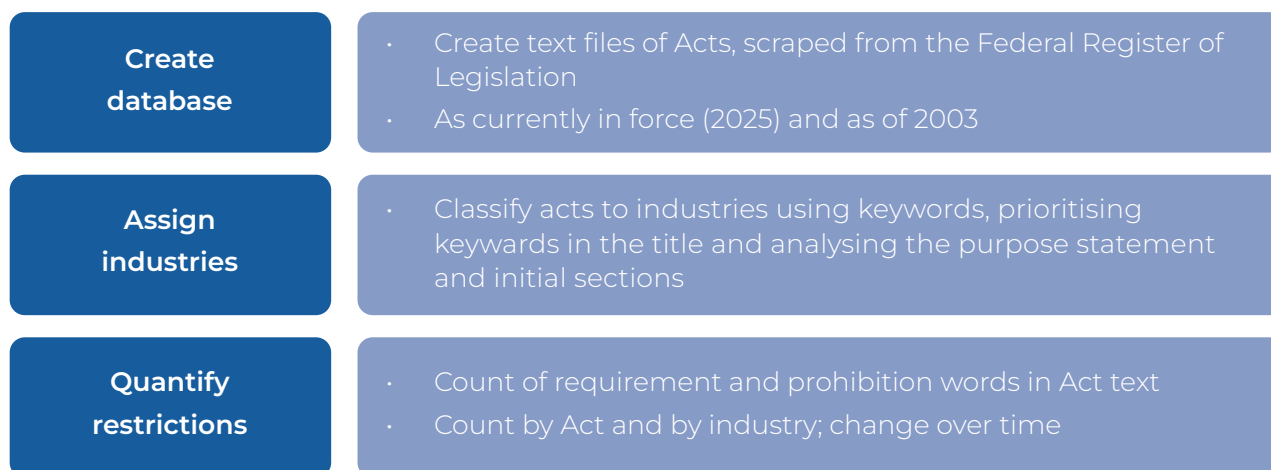 Create
database
· Create text files of Acts, scraped from the Federal Register of
Legislation
· As currently in force (2025) and as of 2003
Assign
industries
· Classify acts to industries using keywords, prioritising
keywards in the title and analysing the purpose statement
and initial sections
Quantify
restrictions
· Count of requirement and prohibition words in Act text
· Count by Act and by industry; change over time